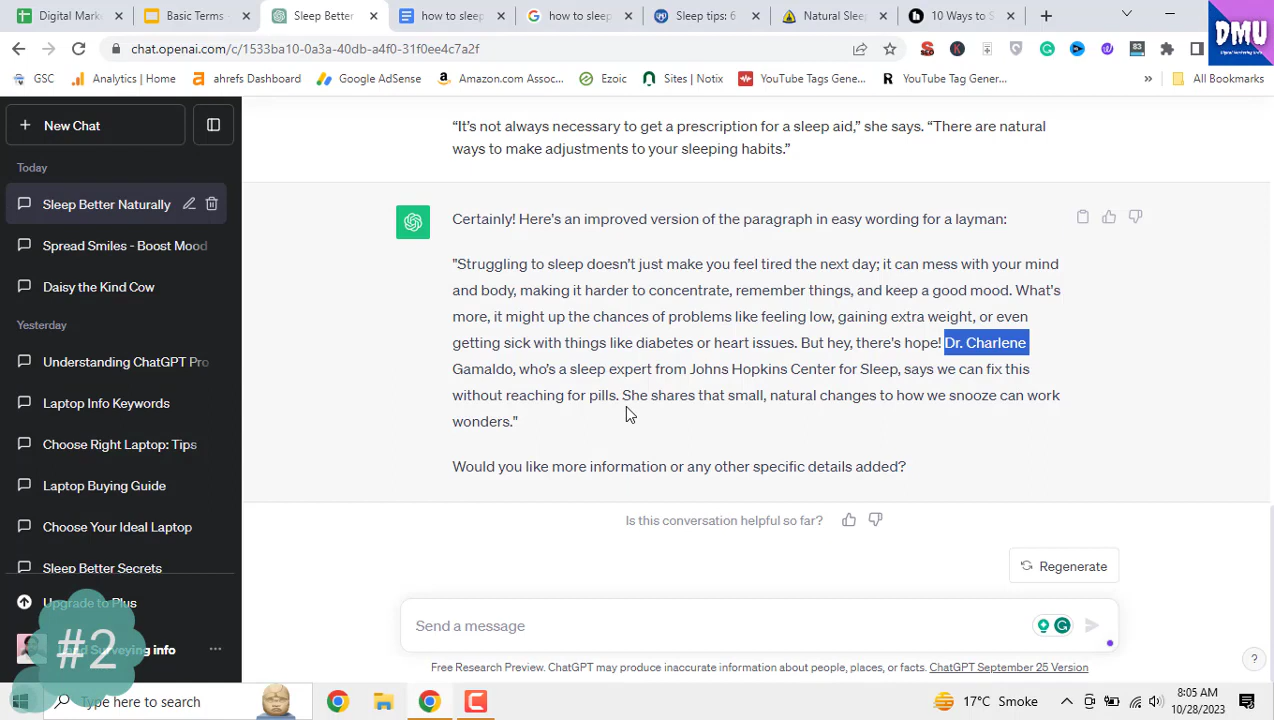 Digital Mark
Basic Terms -
Sleep Better
how to sleep
how to sleep
Sleep tips:
Natural Slee
10 Ways to S
DMU
chat.openai.com/c/1533ba10-0a3a-40db-a4f0-31f0ee4c7a2f
83
GSC
Analytics | Home
ahrefs Dashboard
Google AdSense
Amazon.com Assoc...
Ezoic
Sites | Notix
YouTube Tags Gene...
YouTube Tag Gener...
»
All Bookmarks
New Chat
Today
Sleep Better Naturally
Spread Smiles - Boost Mood
Daisy the Kind Cow
Yesterday
Understanding ChatGPT Pro
Laptop Info Keywords
Choose Right Laptop: Tips
Laptop Buying Guide
Choose Your Ideal Laptop
Sleep Better Secrets
Upgrade to Plus
Land Surveying info
#2
“It’s not always necessary to get a prescription for a sleep aid,” she says. “There are natural
ways to make adjustments to your sleeping habits.”
Certainly! Here's an improved version of the paragraph in easy wording for a layman:
"Struggling to sleep doesn’t just make you feel tired the next day; it can mess with your mind
and body, making it harder to concentrate, remember things, and keep a good mood. What's
more, it might up the chances of problems like feeling low, gaining extra weight, or even
getting sick with things like diabetes or heart issues. But hey, there's hope! Dr. Charlene
Gamaldo, who’s a sleep expert from Johns Hopkins Center for Sleep, says we can fix this
without reaching for pills. She shares that small, natural changes to how we snooze can work
wonders."
Would you like more information or any other specific details added?
Is this conversation helpful so far?
Regenerate
Send a message
Free Research Preview. ChatGPT may produce inaccurate information about people, places, or facts. ChatGPT September 25 Version
?
Type here to search
17°C Smoke
8:05 AM
10/28/2023